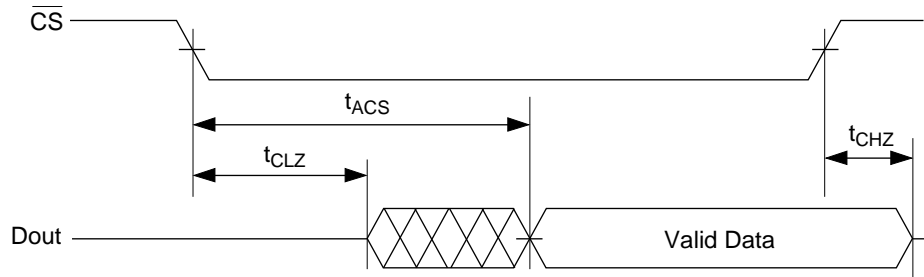 CS
tACS
tCHZ
tCLZ
Dout
Valid Data